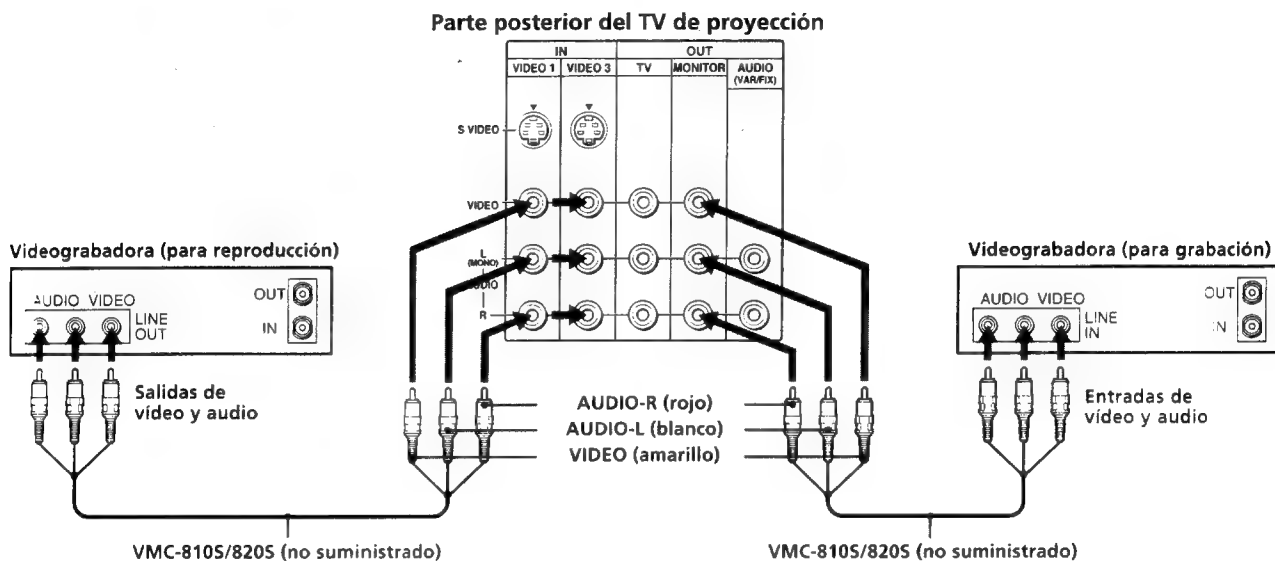 Parte posterior del TV de proyección
IN OUT
VIDEO 1 VIDEO 3 TV MONITOR AUDIO
(VAR/FIX)
S VIDEO
VIDEO
L
(MONO)
R
Videograbadora (para reproducción)
AUDIO VIDEO
LINE
OUT
OUT
IN
Salidas de
vídeo y audio
Videograbadora (para grabación)
AUDIO VIDEO
LINE
IN
OUT
IN
Entradas de
vídeo y audio
AUDIO-R (rojo)
AUDIO-L (blanco)
VIDEO (amarillo)
VMC-810S/820S (no suministrado)
VMC-810S/820S (no suministrado)